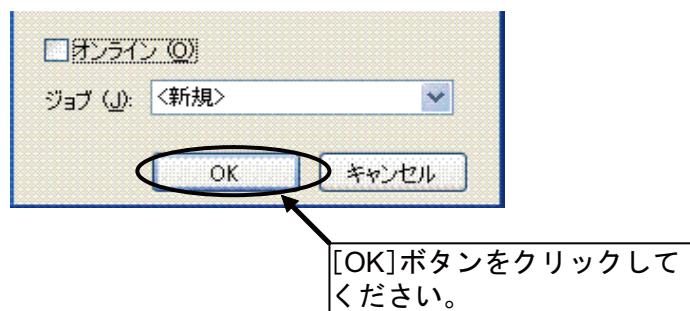 オンライン (O)
ジョブ (J): <新規>
OK キャンセル
[OK]ボタンをクリックして
ください。